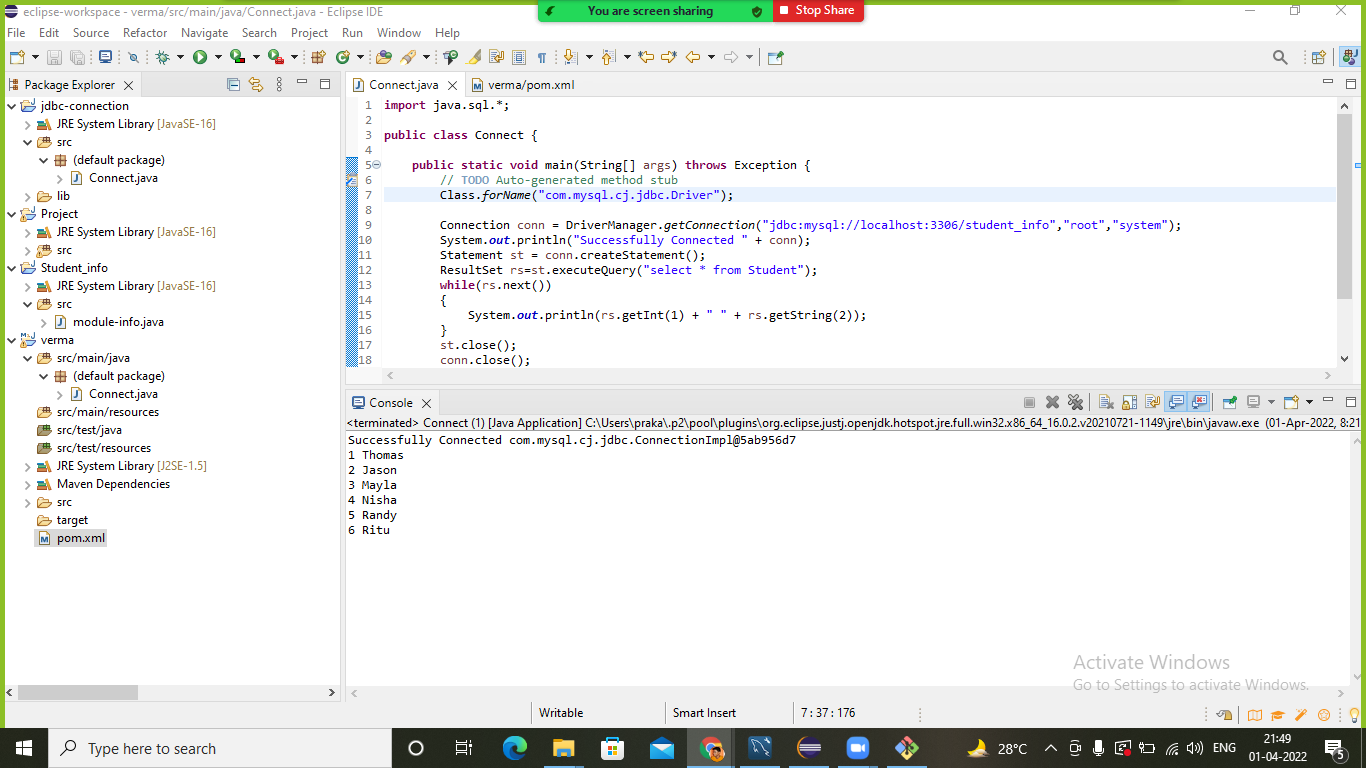 eclipse-workspace - verma/src/main/java/Connect.java - Eclipse IDE
You are screen sharing
Stop Share
File Edit Source Refactor Navigate Search Project Run Window Help
Package Explorer
jdbc-connection
JRE System Library [JavaSE-16]
src
(default package)
Connect.java
lib
Project
JRE System Library [JavaSE-16]
src
Student_info
JRE System Library [JavaSE-16]
src
module-info.java
verma
src/main/java
(default package)
Connect.java
src/main/resources
src/test/java
src/test/resources
JRE System Library [J2SE-1.5]
Maven Dependencies
src
target
pom.xml
Connect.java
verma/pom.xml
1 import java.sql.*;
2
3 public class Connect {
4
5 public static void main(String[] args) throws Exception {
6 // TODO Auto-generated method stub
7 Class.forName("com.mysql.cj.jdbc.Driver");
8
9 Connection conn = DriverManager.getConnection("jdbc:mysql://localhost:3306/student_info","root","system");
10 System.out.println("Successfully Connected " + conn);
11 Statement st = conn.createStatement();
12 ResultSet rs=st.executeQuery("select * from Student");
13 while(rs.next())
14 {
15 System.out.println(rs.getInt(1) + " " + rs.getString(2));
16 }
17 st.close();
18 conn.close();
Console
<terminated> Connect (1) [Java Application] C:\Users\praka\.p2\pool\plugins\org.eclipse.justj.openjdk.hotspot.jre.full.win32.x86_64_16.0.2.v20210721-1149\jre\bin\javaw.exe (01-Apr-2022, 8:21
Successfully Connected com.mysql.cj.jdbc.ConnectionImpl@5ab956d7
1 Thomas
2 Jason
3 Mayla
4 Nisha
5 Randy
6 Ritu
Activate Windows
Go to Settings to activate Windows.
Writable
Smart Insert
7 : 37 : 176
Type here to search
28°C
ENG
21:49
01-04-2022
5